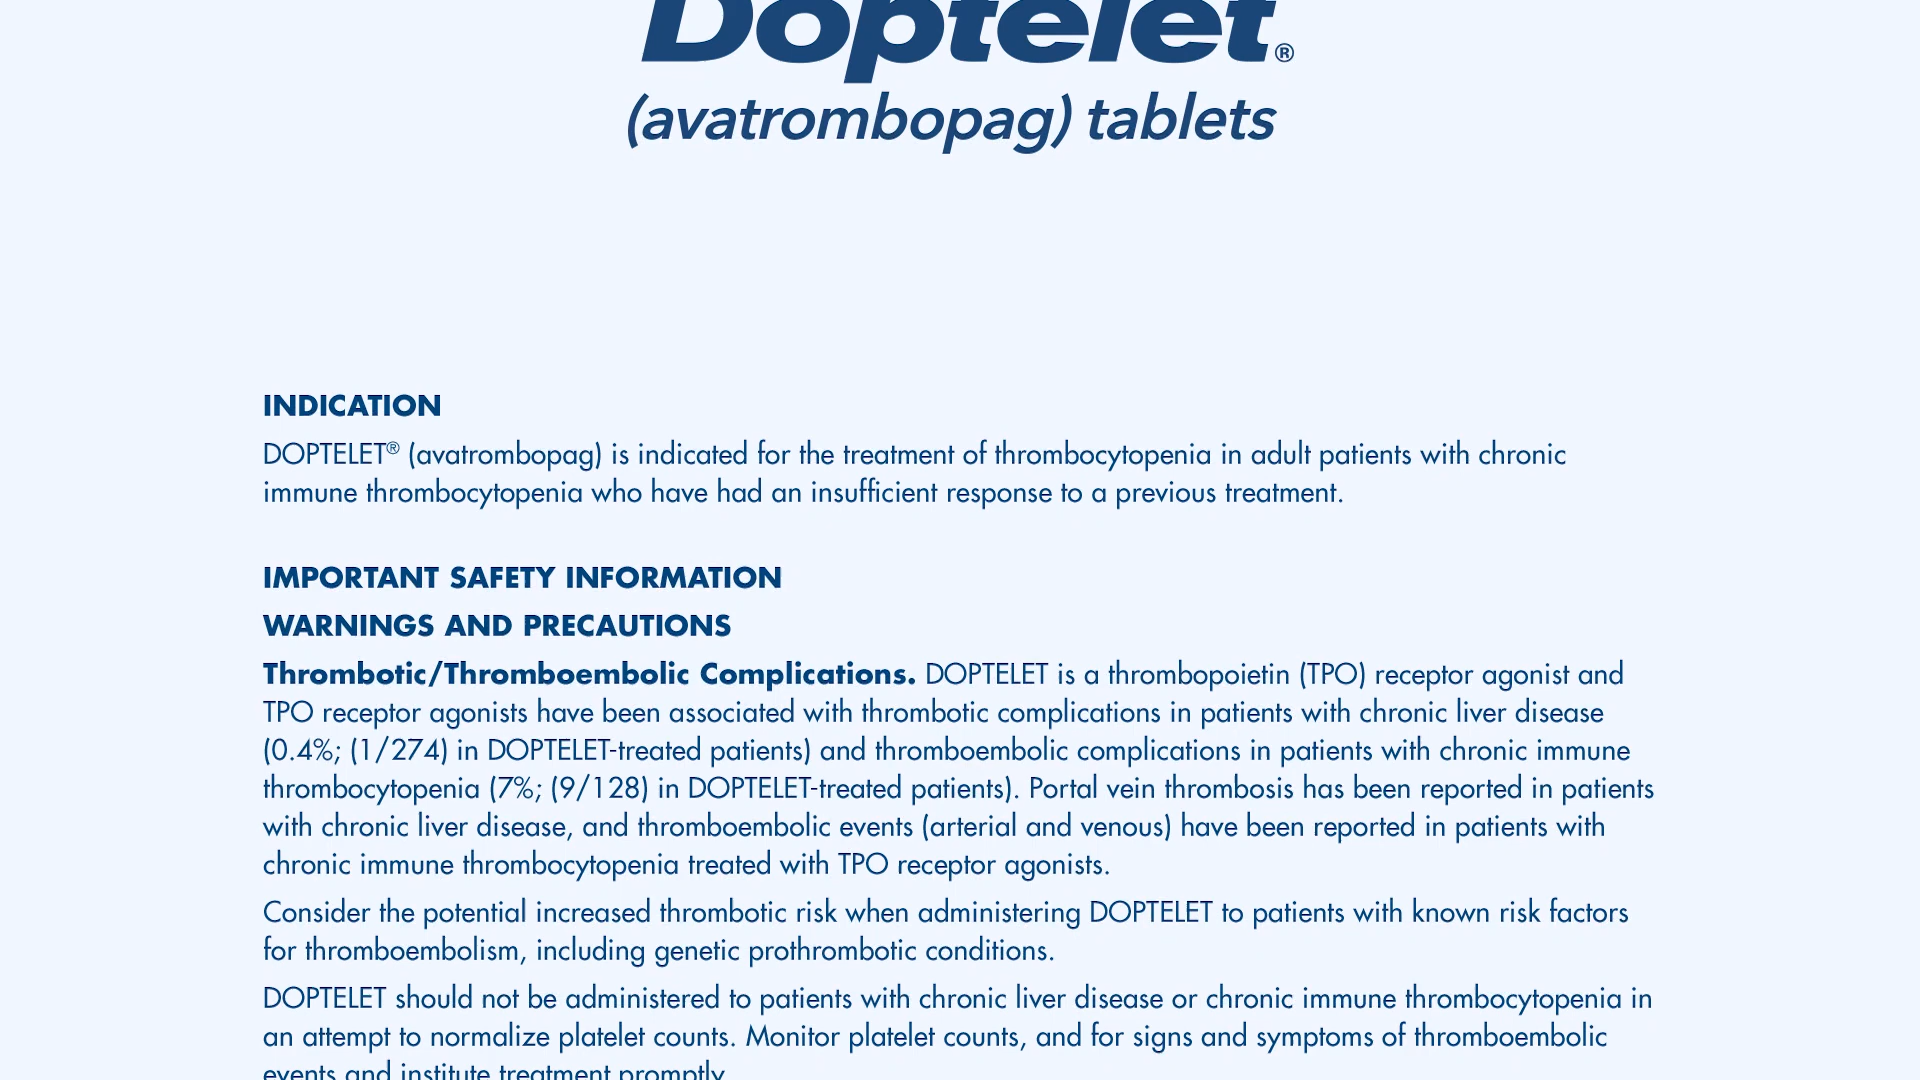 Doptelet®
(avatrombopag) tablets
INDICATION
DOPTELET® (avatrombopag) is indicated for the treatment of thrombocytopenia in adult patients with chronic
immune thrombocytopenia who have had an insufficient response to a previous treatment.
IMPORTANT SAFETY INFORMATION
WARNINGS AND PRECAUTIONS
Thrombotic/Thromboembolic Complications. DOPTELET is a thrombopoietin (TPO) receptor agonist and
TPO receptor agonists have been associated with thrombotic complications in patients with chronic liver disease
(0.4%; (1/274) in DOPTELET-treated patients) and thromboembolic complications in patients with chronic immune
thrombocytopenia (7%; (9/128) in DOPTELET-treated patients). Portal vein thrombosis has been reported in patients
with chronic liver disease, and thromboembolic events (arterial and venous) have been reported in patients with
chronic immune thrombocytopenia treated with TPO receptor agonists.
Consider the potential increased thrombotic risk when administering DOPTELET to patients with known risk factors
for thromboembolism, including genetic prothrombotic conditions.
DOPTELET should not be administered to patients with chronic liver disease or chronic immune thrombocytopenia in
an attempt to normalize platelet counts. Monitor platelet counts, and for signs and symptoms of thromboembolic
events and institute treatment promptly.